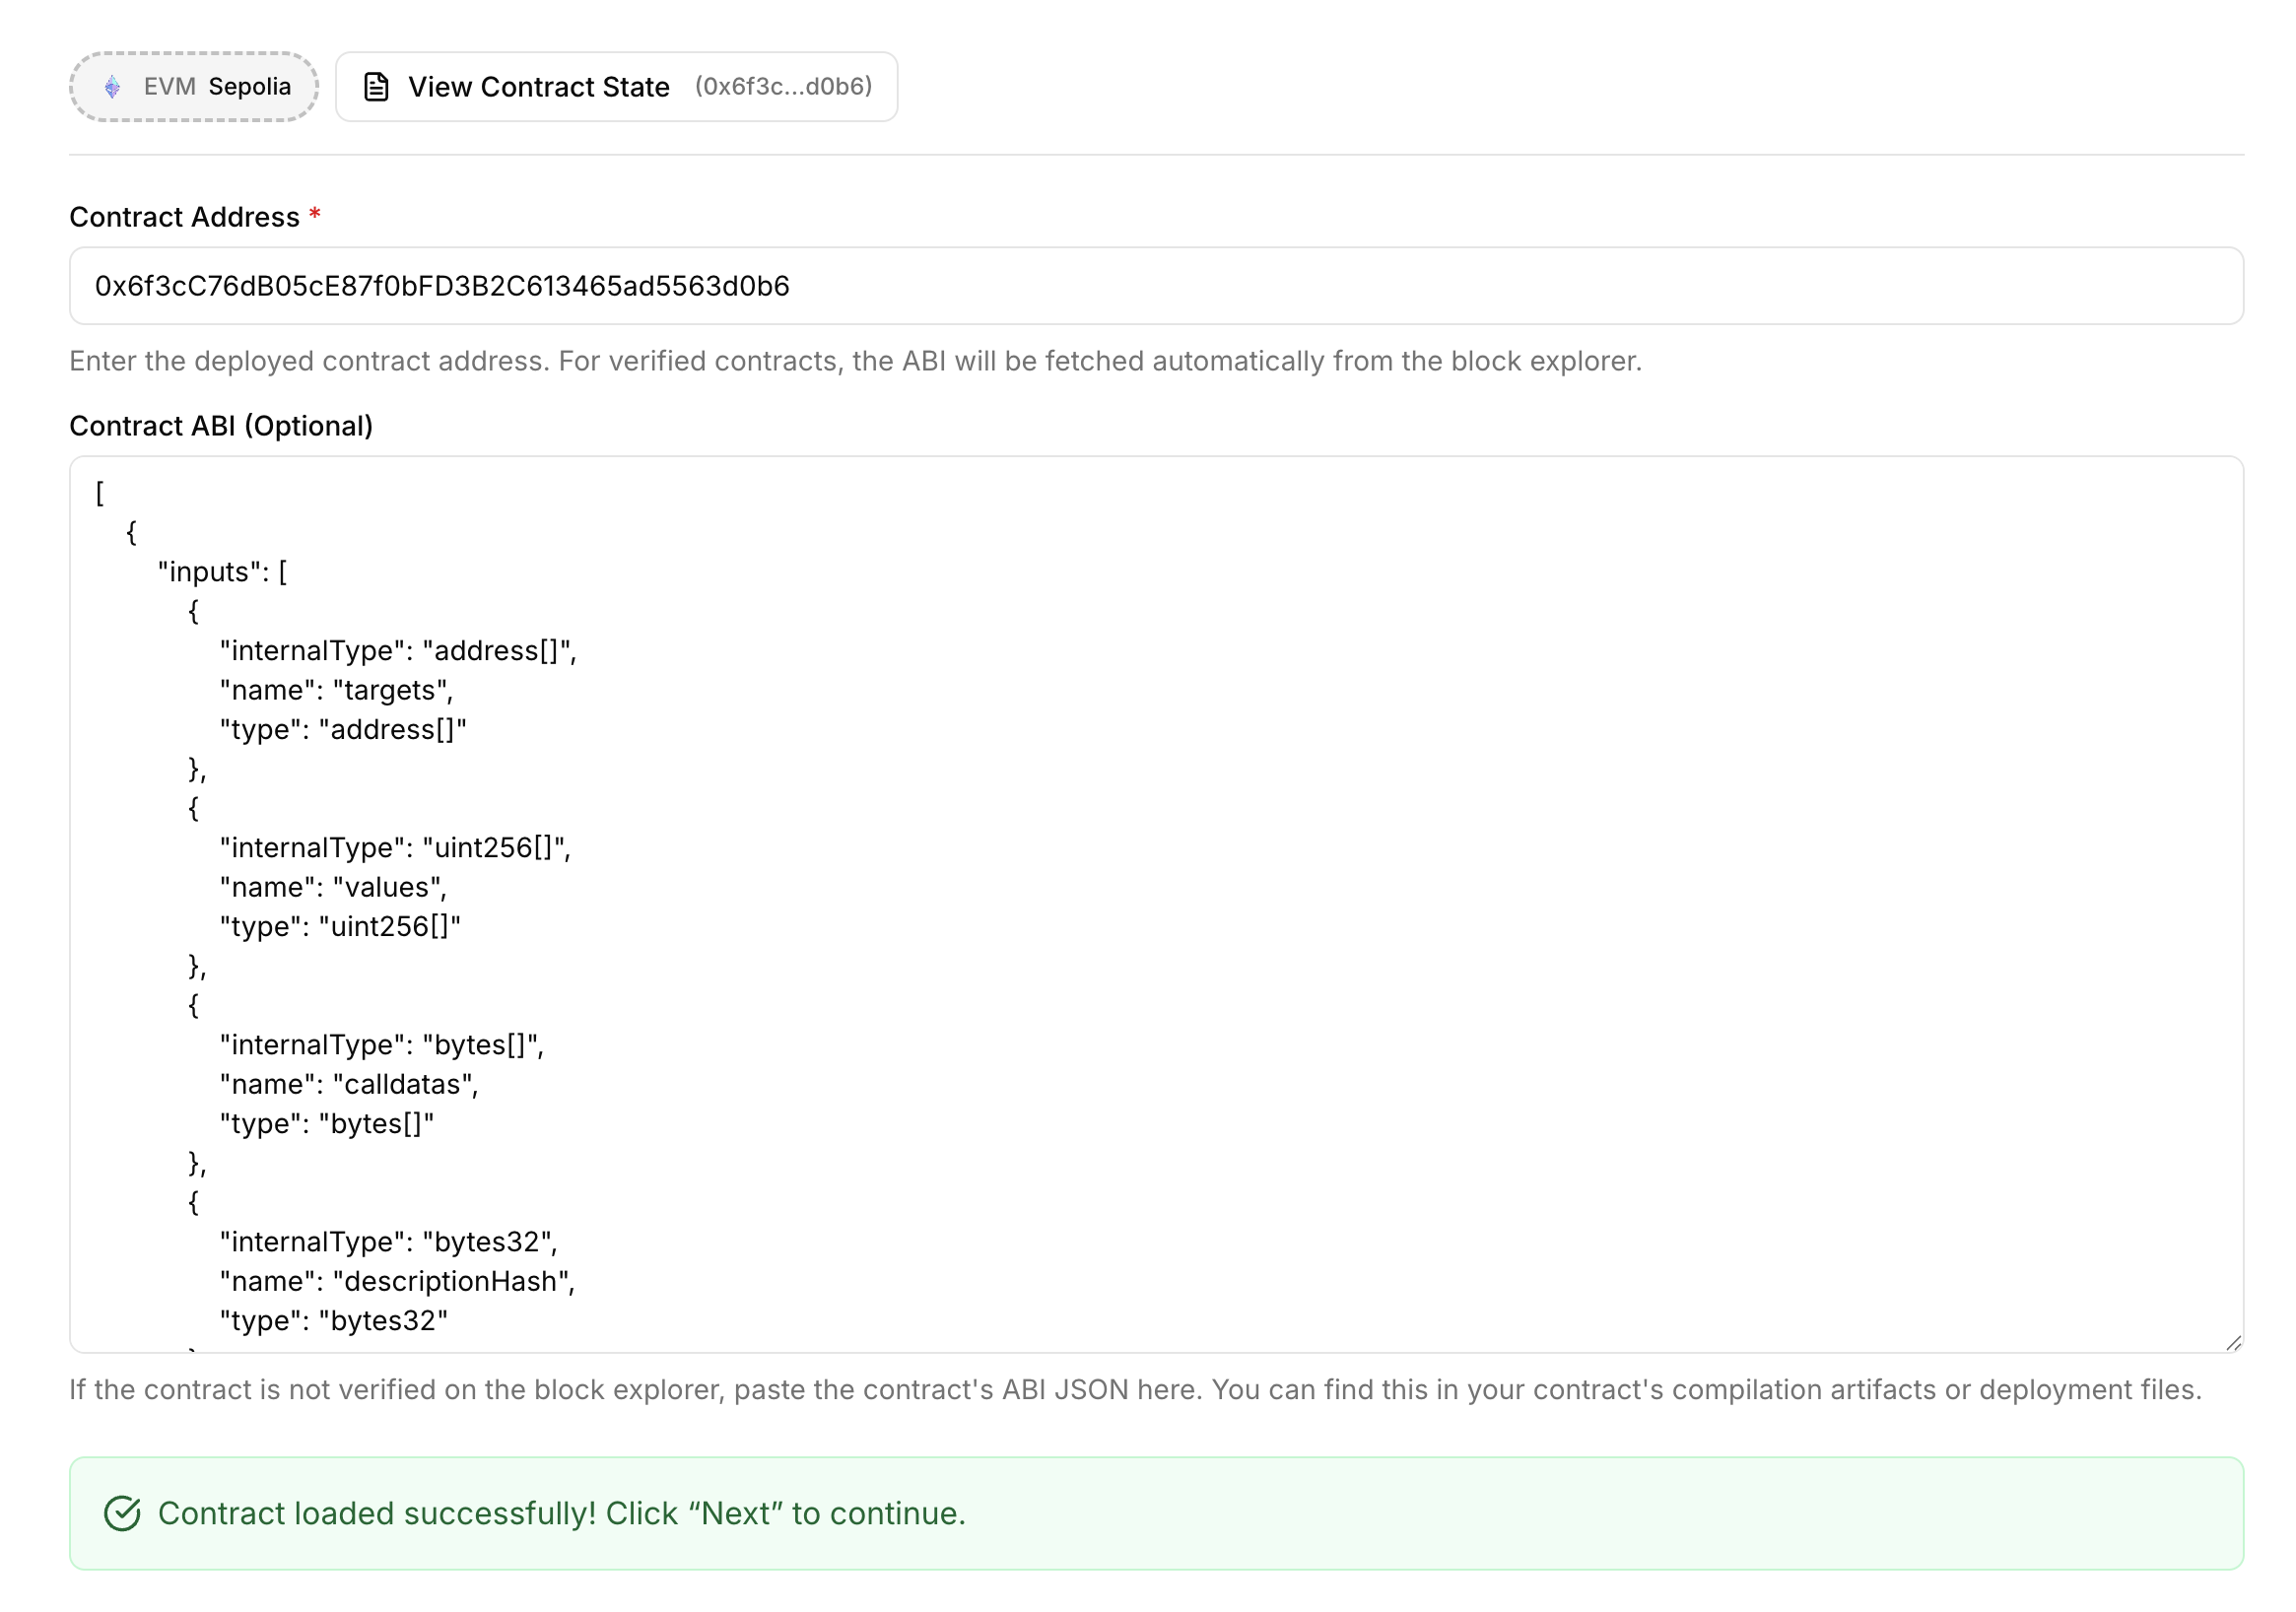 EVM Sepolia
View Contract State (0x6f3c...d0b6)
Contract Address *
0x6f3cC76dB05cE87f0bFD3B2C613465ad5563d0b6
Enter the deployed contract address. For verified contracts, the ABI will be fetched automatically from the block explorer.
Contract ABI (Optional)
[
{
"inputs": [
{
"internalType": "address[]",
"name": "targets",
"type": "address[]"
},
{
"internalType": "uint256[]",
"name": "values",
"type": "uint256[]"
},
{
"internalType": "bytes[]",
"name": "calldatas",
"type": "bytes[]"
},
{
"internalType": "bytes32",
"name": "descriptionHash",
"type": "bytes32"
If the contract is not verified on the block explorer, paste the contract's ABI JSON here. You can find this in your contract's compilation artifacts or deployment files.
Contract loaded successfully! Click “Next” to continue.